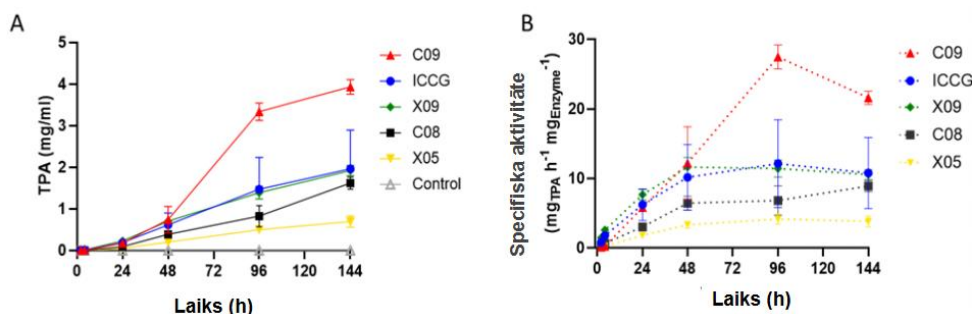 A
TPA (mg/ml)
5
4
3
2
1
0
0
24
48
72
96
120
144
Laiks (h)
C09
ICCG
X09
C08
X05
Control
B
Specifiska aktivitāte
(mgTPA h-1 mgEnzyme-1)
30
20
10
0
0
24
48
72
96
120
144
Laiks (h)
C09
ICCG
X09
C08
X05